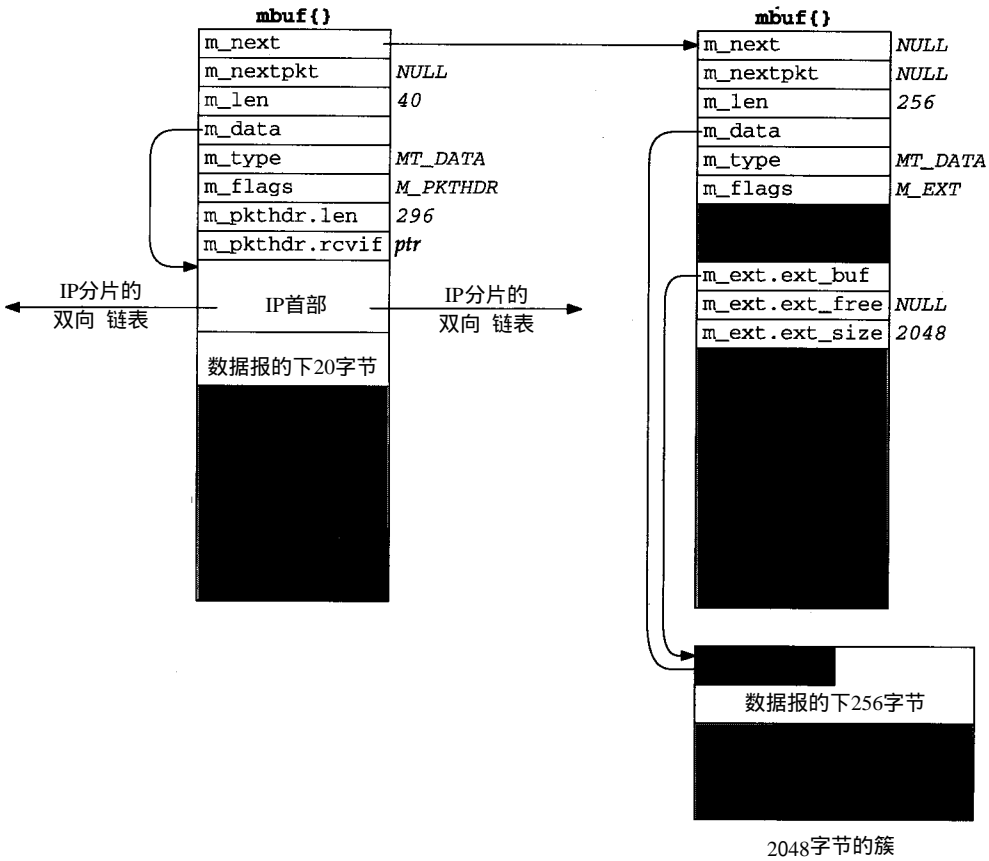 mbuf{}
m_next
m_nextpkt NULL
m_len 40
m_data
m_type MT_DATA
m_flags M_PKTHDR
m_pkthdr.len 296
m_pkthdr.rcvif ptr
IP分片的
双向 链表
IP首部
IP分片的
双向 链表
数据报的下20字节
mbuf{}
m_next NULL
m_nextpkt NULL
m_len 256
m_data
m_type MT_DATA
m_flags M_EXT
m_ext.ext_buf
m_ext.ext_free NULL
m_ext.ext_size 2048
数据报的下256字节
2048字节的簇